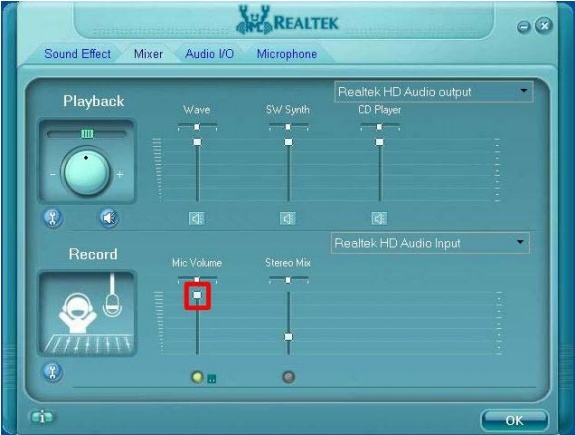 REALTEK
Sound Effect Mixer Audio I/O Microphone
Realtek HD Audio output
Playback
Wave SW Synth CD Player
- +
Realtek HD Audio Input
Record
Mic Volume Stereo Mix
i
OK